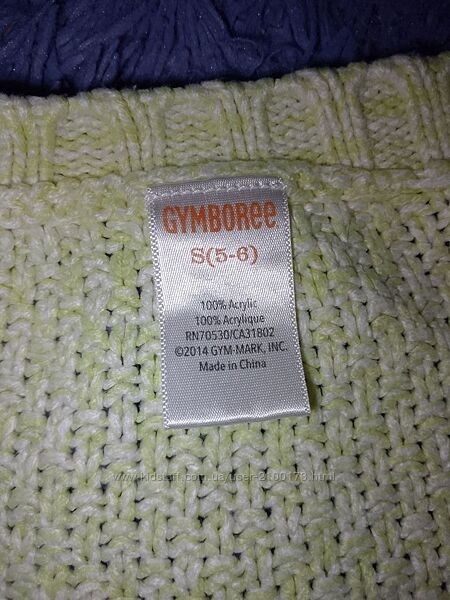 GYMBOREE
S(5-6)
100% Acrylic
100% Acrylique
RN70530/CA31802
©2014 GYM-MARK, INC.
Made in China